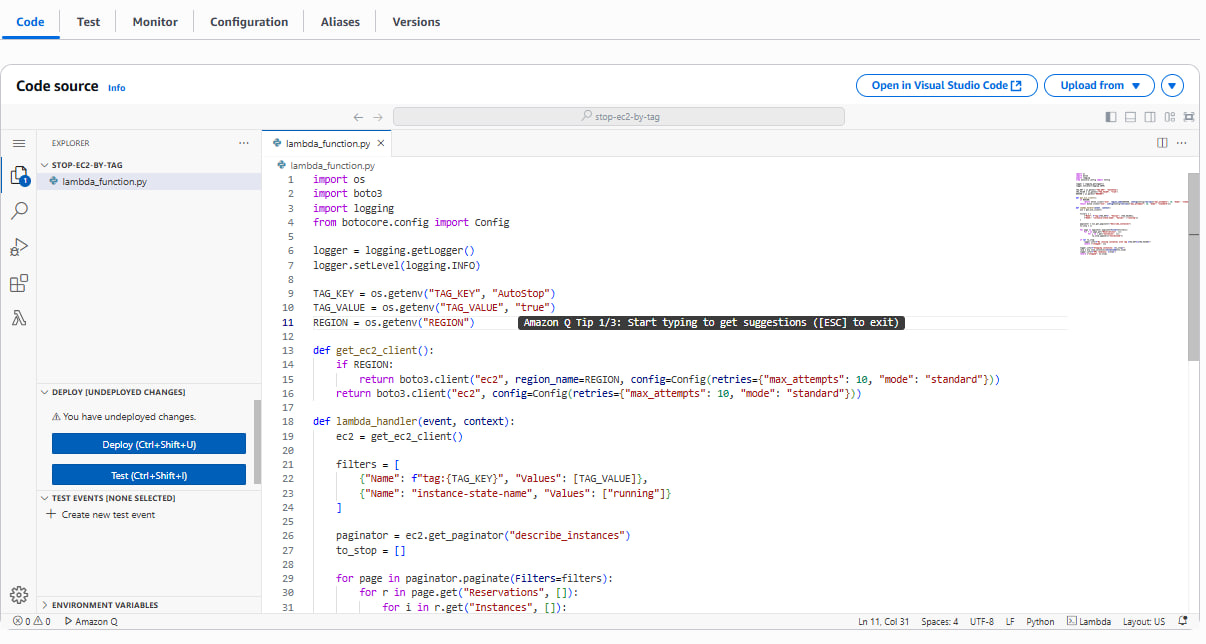 Code Test Monitor Configuration Aliases Versions
Code source Info Open in Visual Studio Code Upload from
stop-ec2-by-tag
EXPLORER
STOP-EC2-BY-TAG
lambda_function.py
1
DEPLOY [UNDEPLOYED CHANGES]
You have undeployed changes.
Deploy (Ctrl+Shift+U)
Test (Ctrl+Shift+I)
TEST EVENTS [NONE SELECTED]
Create new test event
ENVIRONMENT VARIABLES
lambda_function.py
lambda_function.py
1 import os
2 import boto3
3 import logging
4 from botocore.config import Config
5
6 logger = logging.getLogger()
7 logger.setLevel(logging.INFO)
8
9 TAG_KEY = os.getenv("TAG_KEY", "AutoStop")
10 TAG_VALUE = os.getenv("TAG_VALUE", "true")
11 REGION = os.getenv("REGION") Amazon Q Tip 1/3: Start typing to get suggestions ([ESC] to exit)
12
13 def get_ec2_client():
14 if REGION:
15 return boto3.client("ec2", region_name=REGION, config=Config(retries={"max_attempts": 10, "mode": "standard"}))
16 return boto3.client("ec2", config=Config(retries={"max_attempts": 10, "mode": "standard"}))
17
18 def lambda_handler(event, context):
19 ec2 = get_ec2_client()
20
21 filters = [
22 {"Name": f"tag:{TAG_KEY}", "Values": [TAG_VALUE]},
23 {"Name": "instance-state-name", "Values": ["running"]}
24 ]
25
26 paginator = ec2.get_paginator("describe_instances")
27 to_stop = []
28
29 for page in paginator.paginate(Filters=filters):
30 for r in page.get("Reservations", []):
31 for i in r.get("Instances", []):
0 0 Amazon Q Ln 11, Col 31 Spaces: 4 UTF-8 LF Python Lambda Layout: US